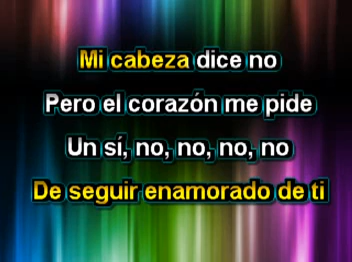 Mi cabeza dice no
Pero el corazón me pide
Un sí, no, no, no, no
De seguir enamorado de ti